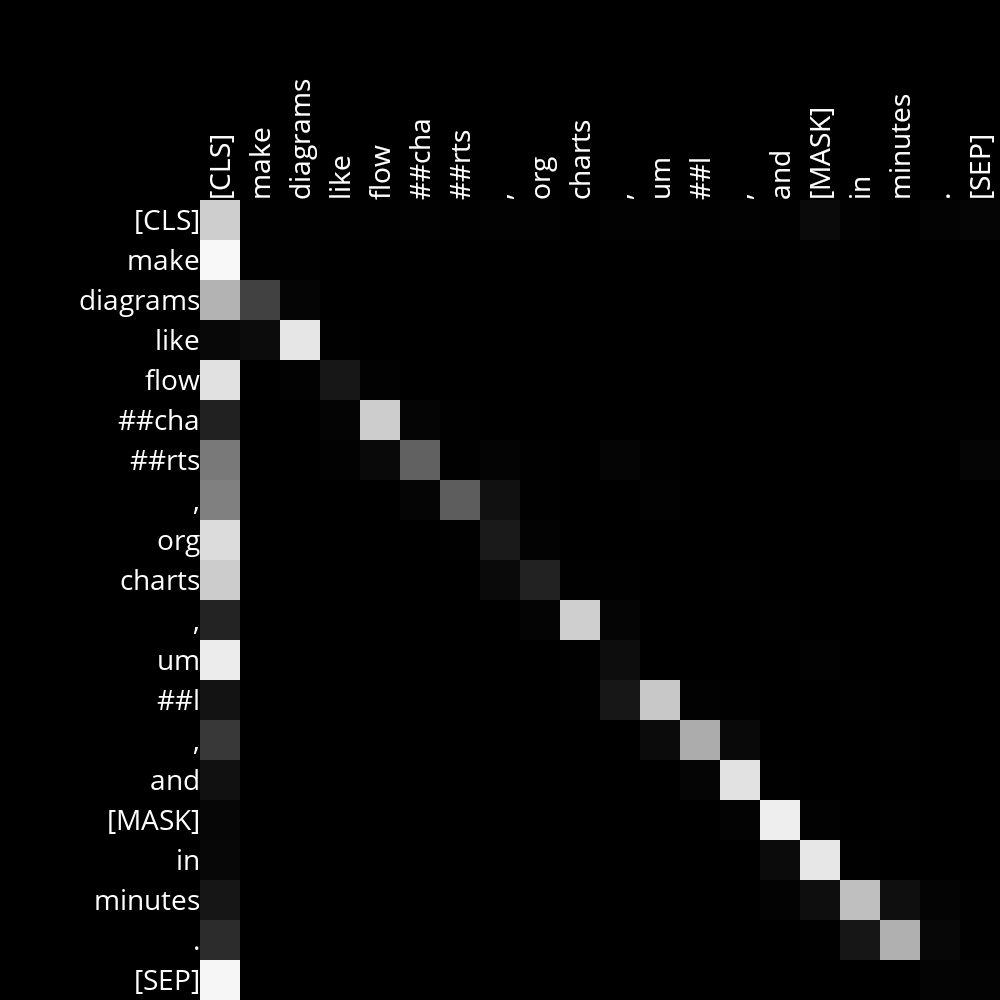 [CLS] make diagrams like flow ##cha ##rts , org charts , um ##l , and [MASK] in minutes . [SEP]
[CLS]
make
diagrams
like
flow
##cha
##rts
,
org
charts
,
um
##l
,
and
[MASK]
in
minutes
.
[SEP]